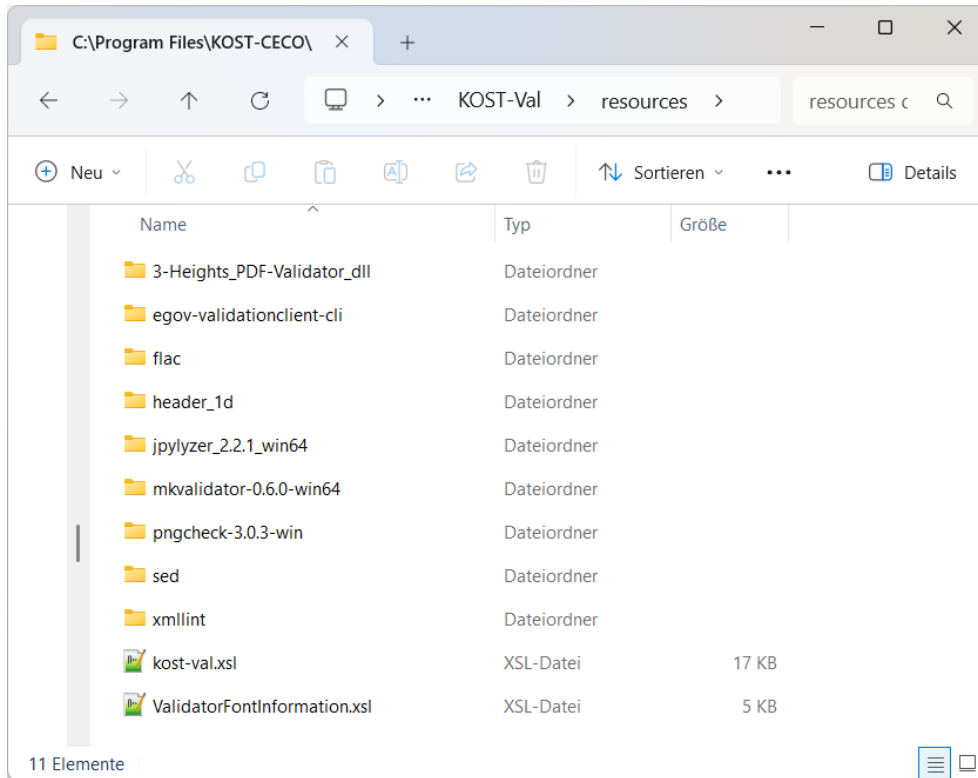 C:\Program Files\KOST-CECO\
KOST-Val > resources > resources c
Neu Sortieren Details
Name Typ Größe
3-Heights_PDF-Validator_dll Dateiordner
egov-validationclient-cli Dateiordner
flac Dateiordner
header_1d Dateiordner
jpylyzer_2.2.1_win64 Dateiordner
mkvalidator-0.6.0-win64 Dateiordner
pngcheck-3.0.3-win Dateiordner
sed Dateiordner
xmllint Dateiordner
kost-val.xsl XSL-Datei 17 KB
ValidatorFontInformation.xsl XSL-Datei 5 KB
11 Elemente